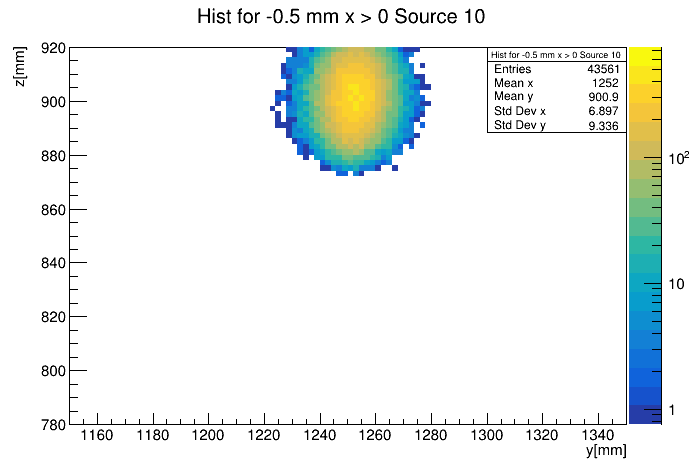 Hist for -0.5 mm x > 0 Source 10
z[mm]
920
900
880
860
840
820
800
780
1160 1180 1200 1220 1240 1260 1280 1300 1320 1340
y[mm]
Hist for -0.5 mm x > 0 Source 10
Entries 43561
Mean x 1252
Mean y 900.9
Std Dev x 6.897
Std Dev y 9.336
10²
10
1